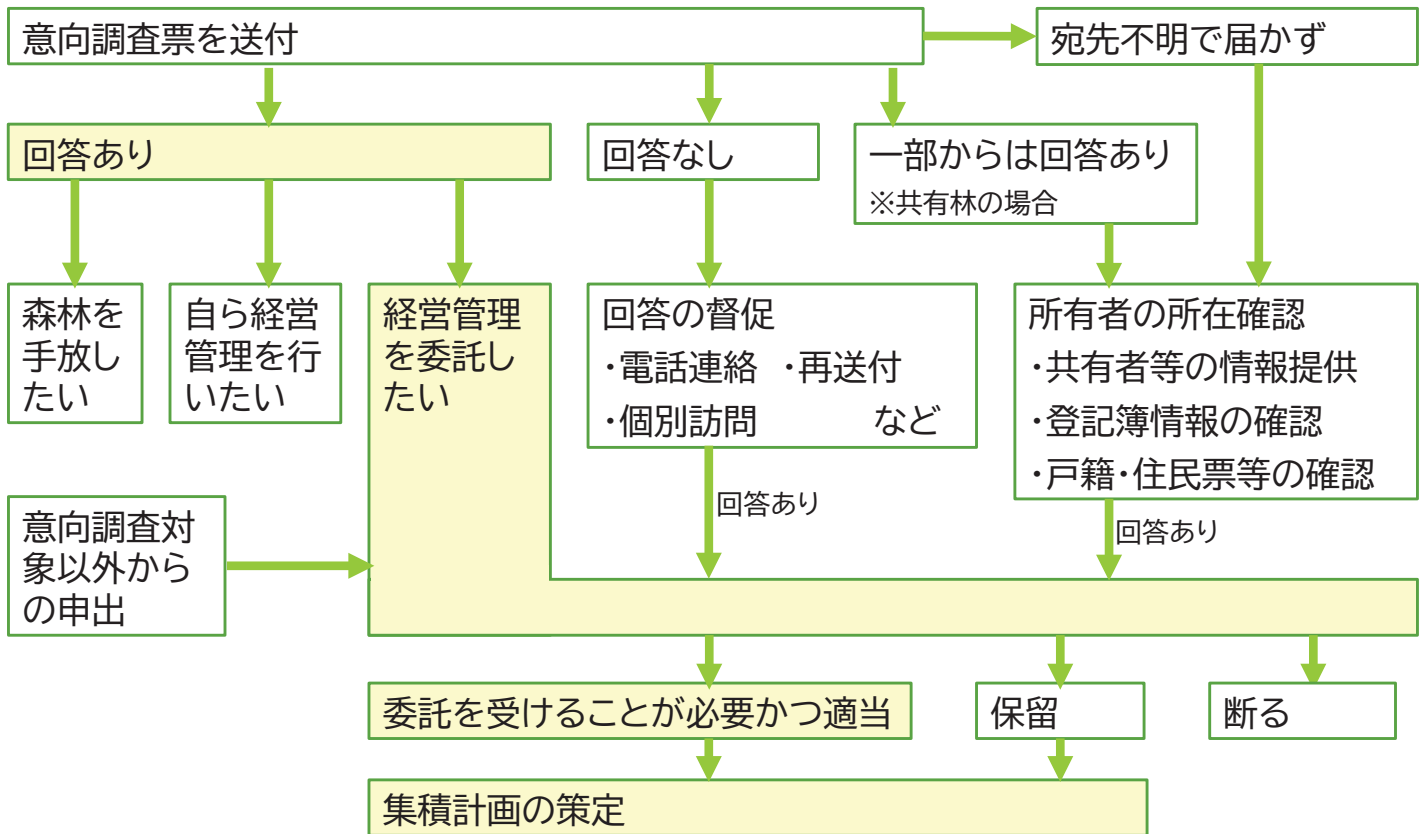 意向調査票を送付
宛先不明で届かず
回答あり
回答なし
一部からは回答あり
※共有林の場合
森林を
手放し
たい
自ら経営
管理を行
いたい
経営管理
を委託し
たい
回答の督促
・電話連絡 ・再送付
・個別訪問 など
所有者の所在確認
・共有者等の情報提供
・登記簿情報の確認
・戸籍・住民票等の確認
回答あり
回答あり
意向調査対
象以外から
の申出
委託を受けることが必要かつ適当
保留
断る
集積計画の策定